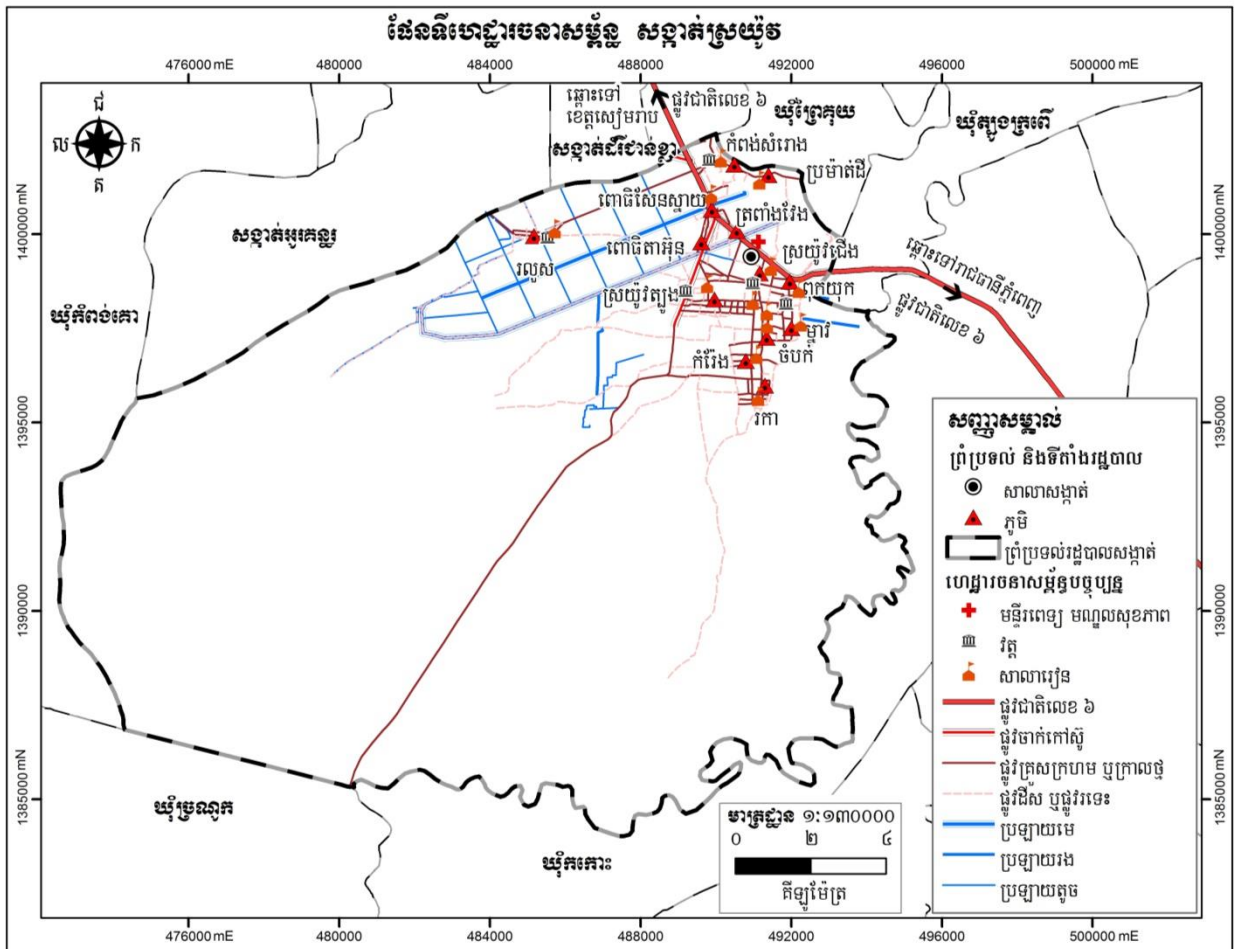 ផែនទីហេដ្ឋារចនាសម្ព័ន្ធ សង្កាត់ស្រយ៉ូវ
476000 mE 480000 484000 488000 492000 496000 500000 mE
ជ
ល ក
ត
ឆ្ពោះទៅ
ខេត្តសៀមរាប
ផ្លូវជាតិលេខ ៦
ឃុំព្រៃគុយ
ឃុំត្បូងក្រពើ
សង្កាត់ដំរីជាន់ខ្លា
កំពង់សំរោង
ប្រម៉ាត់ដី
ពោធិសែនស្នាយ
ត្រពាំងវែង
សង្កាត់អូរគន្ធរ
ពោធិតាអ៊ុន
ស្រយ៉ូវជើង
រលួស
ពុកយុក
ស្រយ៉ូវត្បូង
ឆ្ពោះទៅរាជធានីភ្នំពេញ
ផ្លូវជាតិលេខ ៦
ឃុំកំពង់គោ
ម្នាវ
ចំបក់
កំរ៉ែង
រកា
1400000 mN
1395000
1390000
1385000 mN
1400000 mN
1395000
1390000
1385000 mN
សញ្ញាសម្គាល់
ព្រំប្រទល់ និងទីតាំងរដ្ឋបាល
សាលាសង្កាត់
ភូមិ
ព្រំប្រទល់រដ្ឋបាលសង្កាត់
ហេដ្ឋារចនាសម្ព័ន្ធបច្ចុប្បន្ន
មន្ទីរពេទ្យ មណ្ឌលសុខភាព
វត្ត
សាលារៀន
ផ្លូវជាតិលេខ ៦
ផ្លូវចាក់កៅស៊ូ
ផ្លូវគ្រួសក្រហម ឬក្រាលថ្ម
ផ្លូវដីស ឬផ្លូវរទេះ
ប្រឡាយមេ
ប្រឡាយរង
ប្រឡាយតូច
ឃុំច្រណូក
ឃុំកកោះ
មាត្រដ្ឋាន ១:១៣០០០០
0 ២ ៤
គីឡូម៉ែត្រ
476000 mE 480000 484000 488000 492000 496000 500000 mE